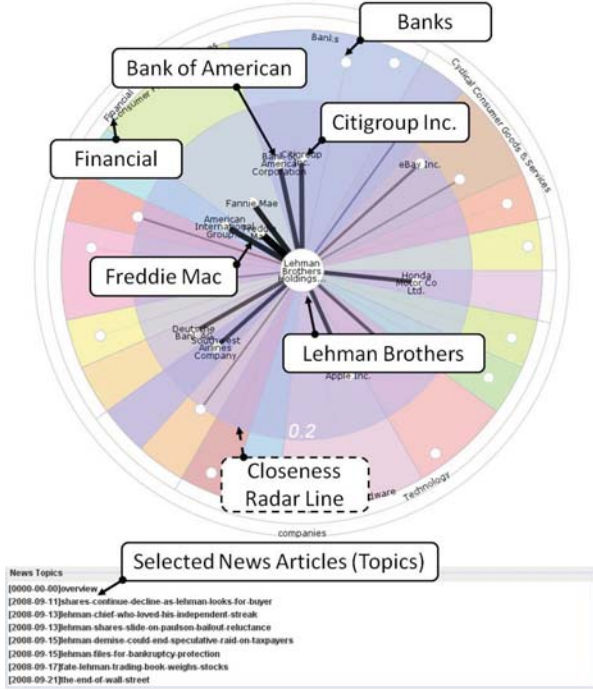 Banks
Banks
Bank of American
Citigroup Inc.
Financial
Financial
Cyclical Consumer Goods & Services
Citigroup
Corporation
eBay Inc.
Fannie Mae
American
International
Group
Freddie Mac
Lehman
Brothers
Holdings...
Honda
Motor Co
Ltd.
Deutsche
Southwest
Airlines
Company
Lehman Brothers
Apple Inc.
0.2
Closeness
Radar Line
Technology
companies
Selected News Articles (Topics)
News Topics
[0000-00-00]overview
[2008-09-11]shares-continue-decline-as-lehman-looks-for-buyer
[2008-09-13]lehman-chief-who-loved-his-independent-streak
[2008-09-13]lehman-shares-slide-on-paulson-bailout-reluctance
[2008-09-15]lehman-demise-could-end-speculative-raid-on-taxpayers
[2008-09-15]lehman-files-for-bankruptcy-protection
[2008-09-17]fate-lehman-trading-book-weighs-stocks
[2008-09-21]the-end-of-wall-street